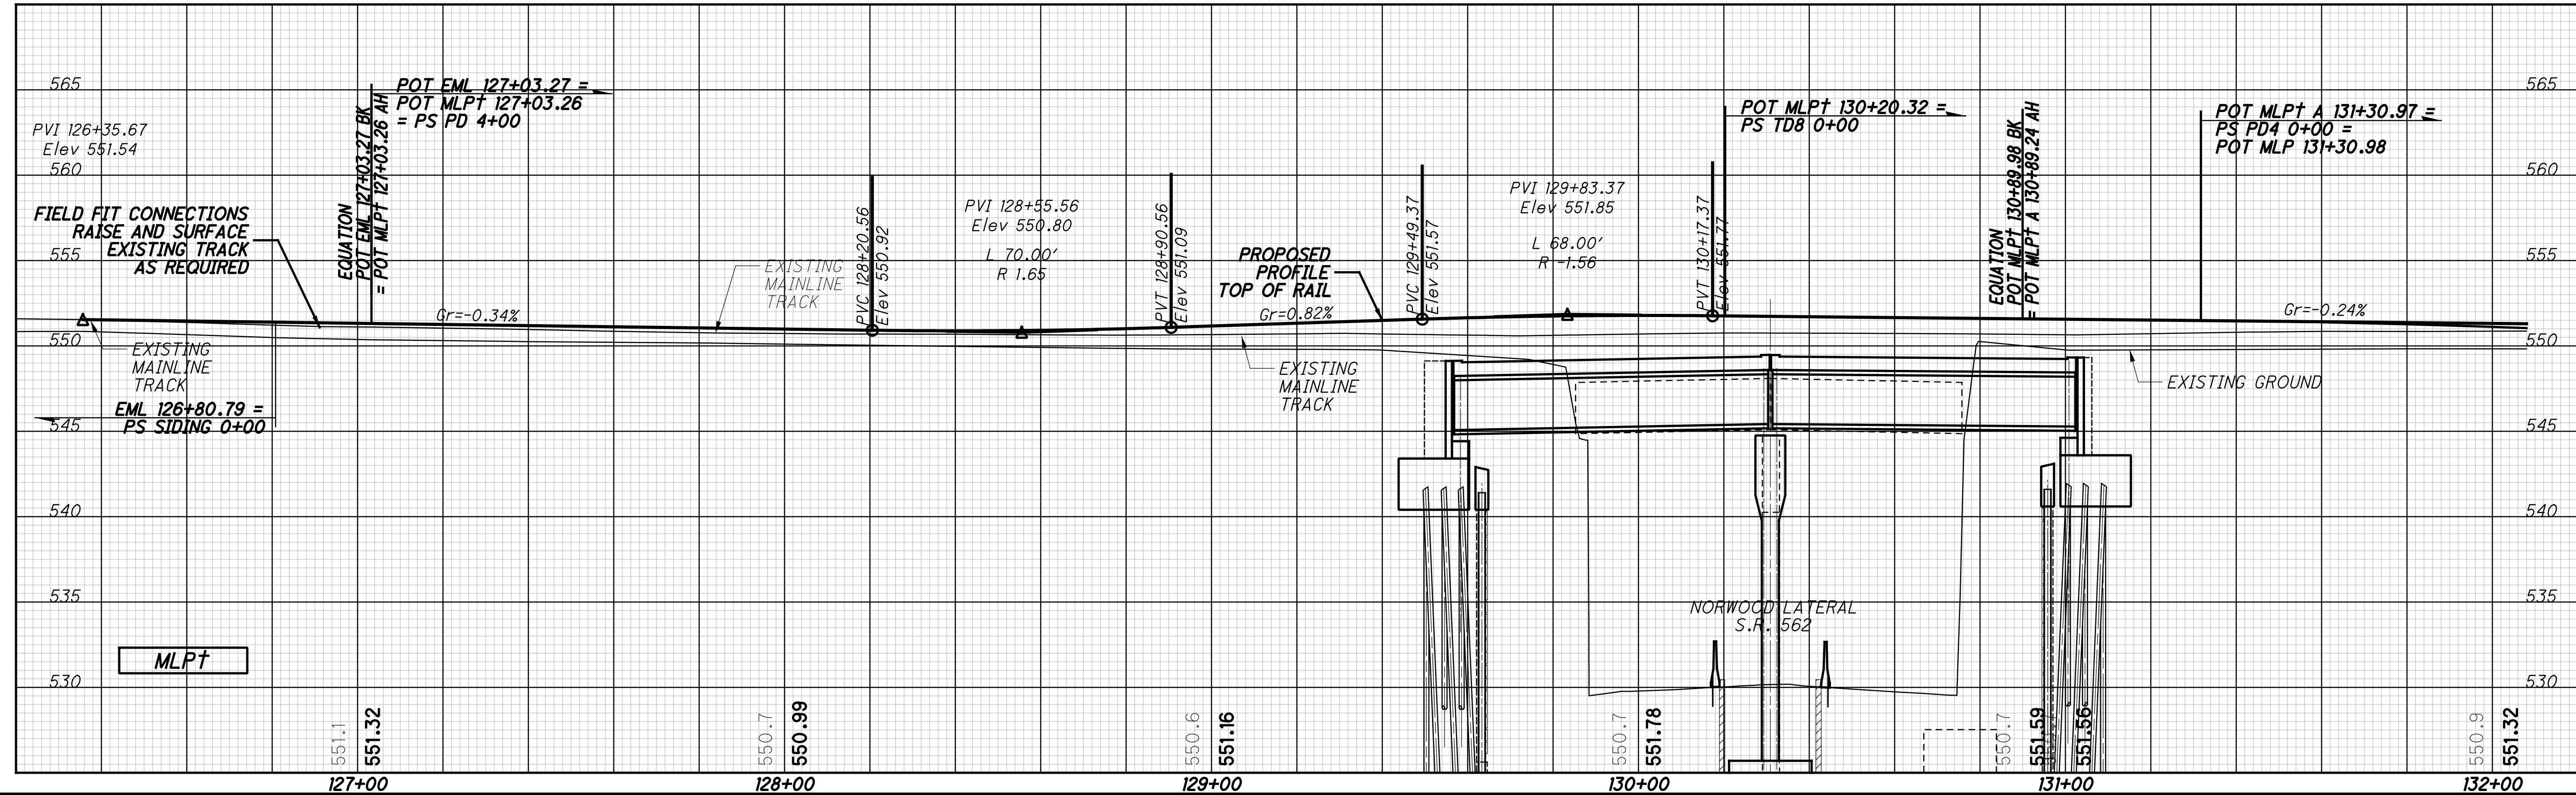 565
560
555
550
545
540
535
530
PVI 126+35.67
Elev 551.54
FIELD FIT CONNECTIONS
RAISE AND SURFACE
EXISTING TRACK
AS REQUIRED
EQUATION
POT EML 127+03.27 BK
= POT MLP† 127+03.26 AH
POT EML 127+03.27 =
POT MLP† 127+03.26
= PS PD 4+00
Gr=-0.34%
EXISTING
MAINLINE
TRACK
EML 126+80.79 =
PS SIDING 0+00
EXISTING
MAINLINE
TRACK
PVC 128+20.56
Elev 550.92
PVI 128+55.56
Elev 550.80
L 70.00'
R 1.65
PVT 128+90.56
Elev 551.09
PROPOSED
PROFILE
TOP OF RAIL
Gr=0.82%
EXISTING
MAINLINE
TRACK
PVC 129+49.37
Elev 551.57
PVI 129+83.37
Elev 551.85
L 68.00'
R -1.56
PVT 130+17.37
Elev 551.77
POT MLP† 130+20.32 =
PS TD8 0+00
EQUATION
POT MLP† 130+89.98 BK
= POT MLP† A 130+89.24 AH
POT MLP† A 131+30.97 =
PS PD4 0+00 =
POT MLP 131+30.98
Gr=-0.24%
EXISTING GROUND
NORWOOD LATERAL
S.R. 562
565
560
555
550
545
540
535
530
MLP†
551.1
551.32
550.7
550.99
550.6
551.16
550.7
551.78
550.7
551.59
551.56
550.9
551.32
127+00
128+00
129+00
130+00
131+00
132+00